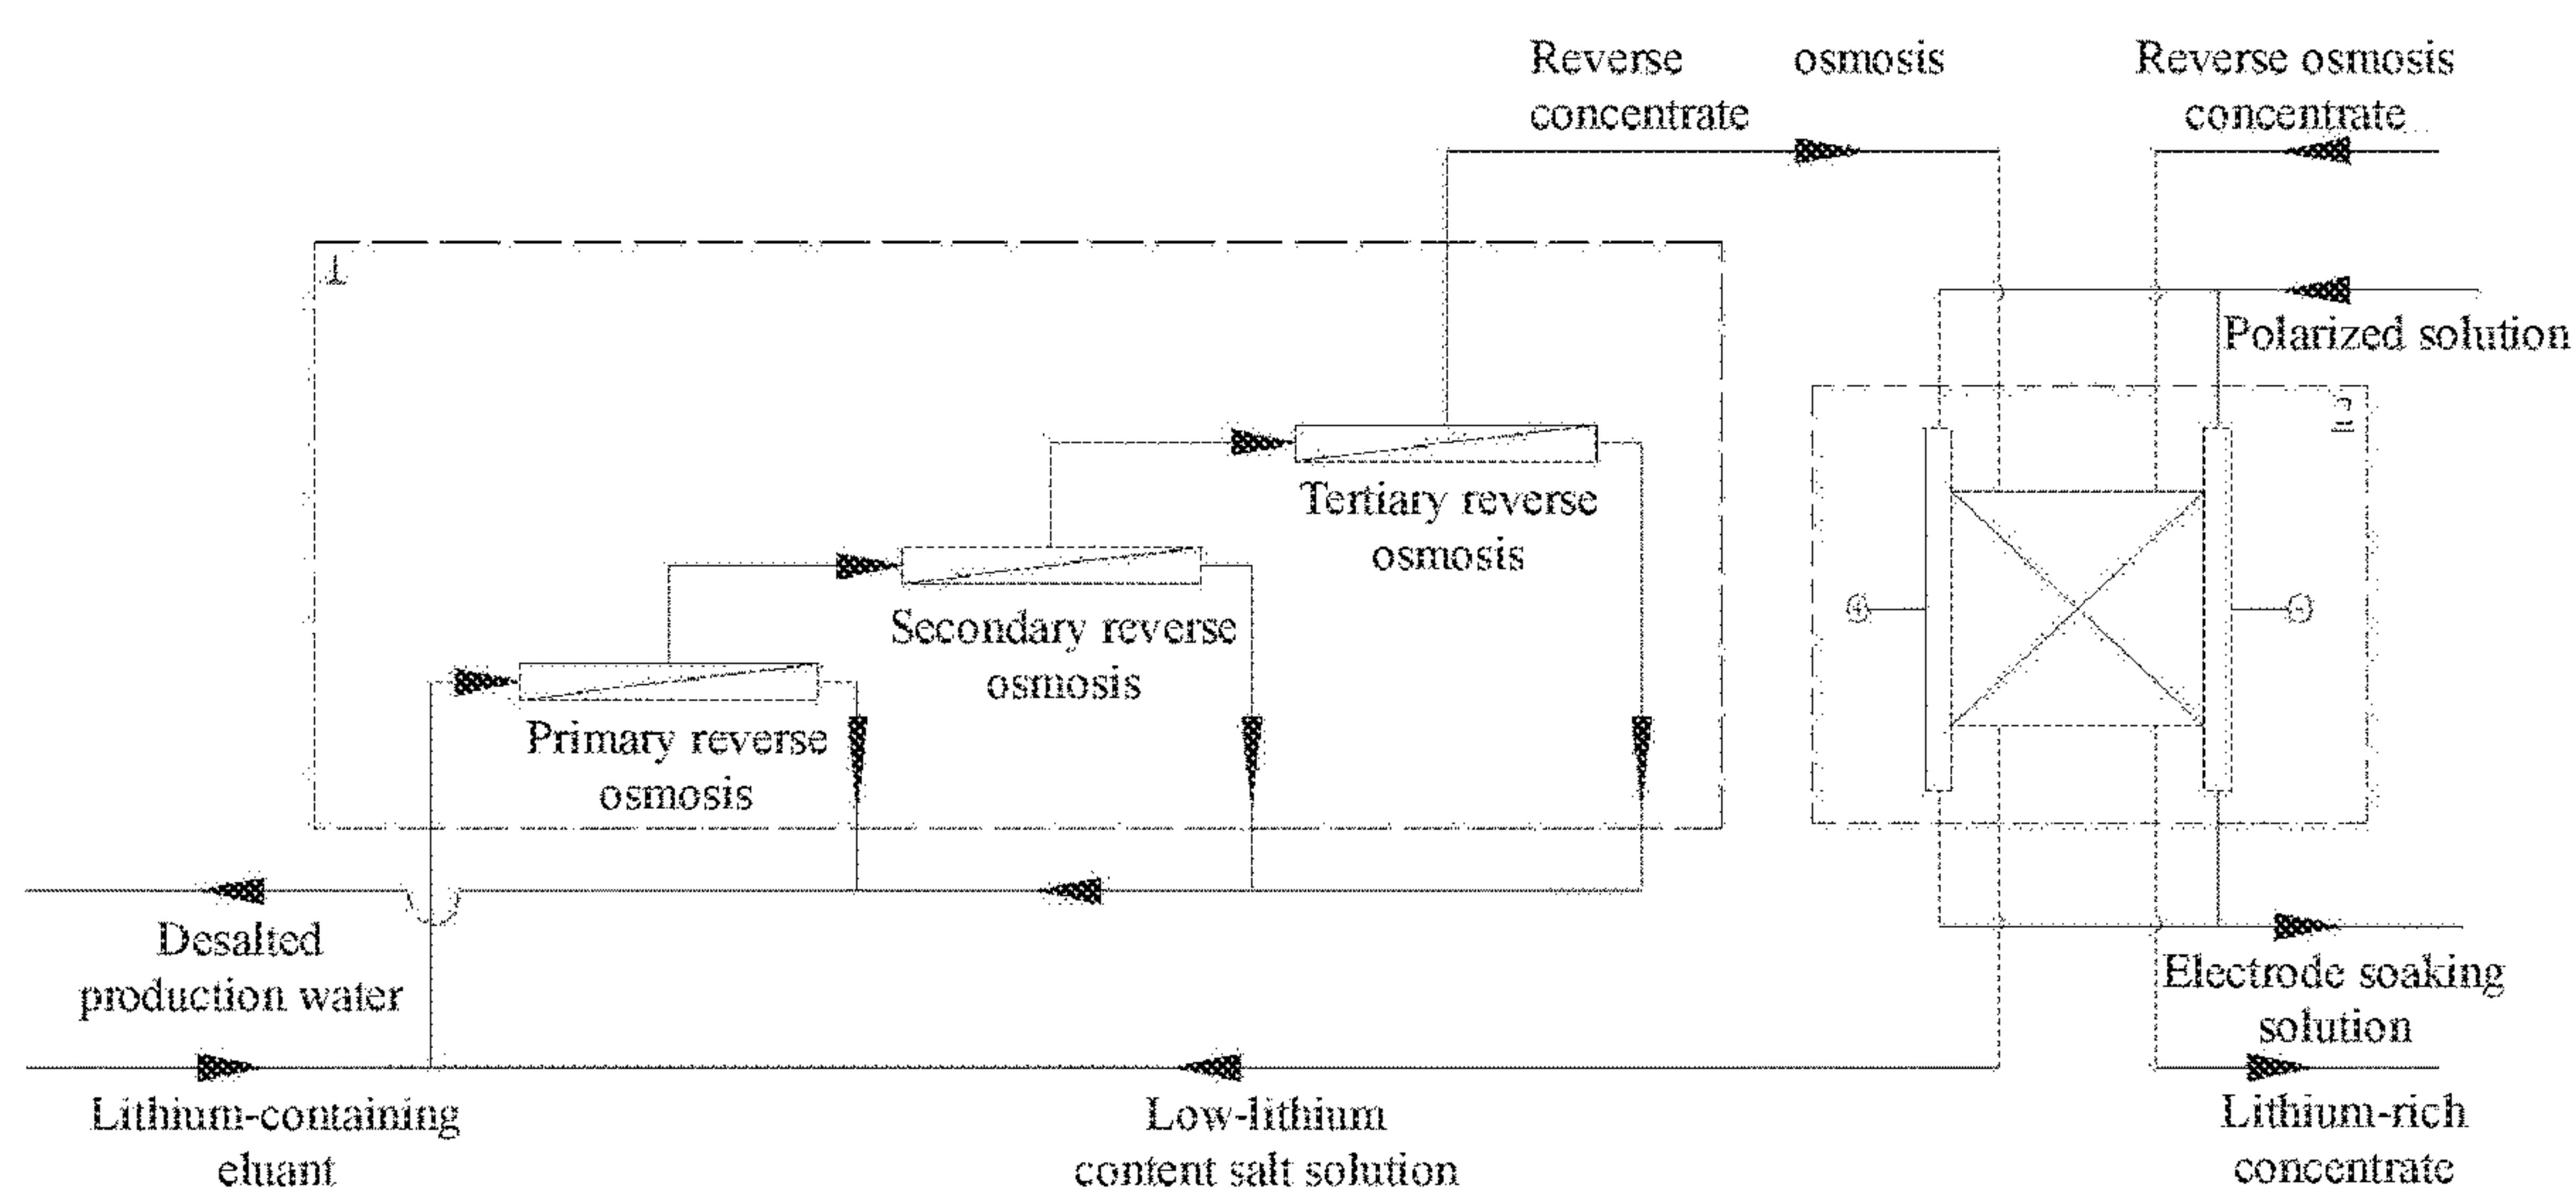 Reverse osmosis
concentrate
Reverse osmosis
concentrate
1
Polarized solution
2
Tertiary reverse
osmosis
Secondary reverse
osmosis
+
-
Primary reverse
osmosis
Desalted
production water
Electrode soaking
solution
Lithium-containing
eluant
Low-lithium
content salt solution
Lithium-rich
concentrate